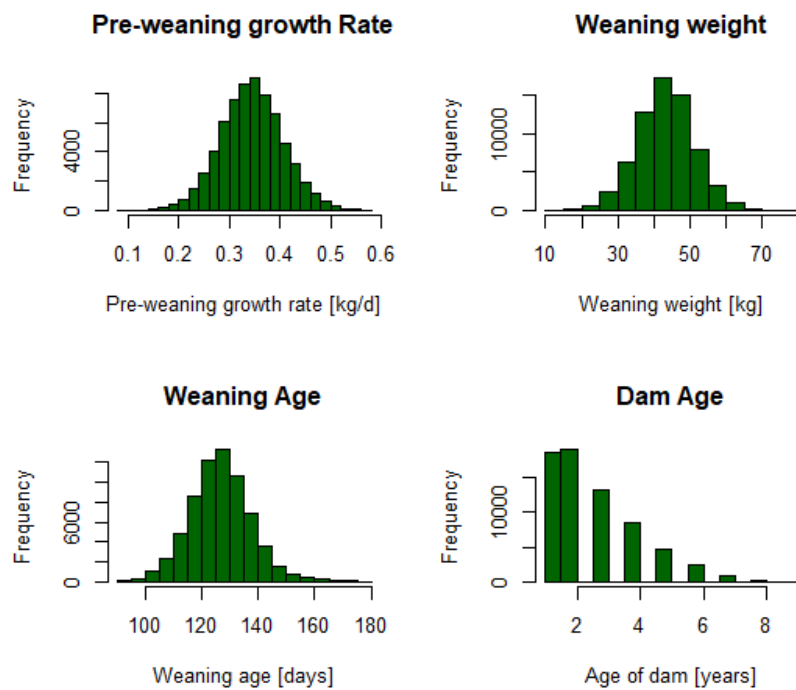 Pre-weaning growth Rate
Frequency
0 4000
0.1 0.2 0.3 0.4 0.5 0.6
Pre-weaning growth rate [kg/d]
Weaning weight
Frequency
0 10000
10 30 50 70
Weaning weight [kg]
Weaning Age
Frequency
0 6000
100 120 140 160 180
Weaning age [days]
Dam Age
Frequency
0 10000
2 4 6 8
Age of dam [years]